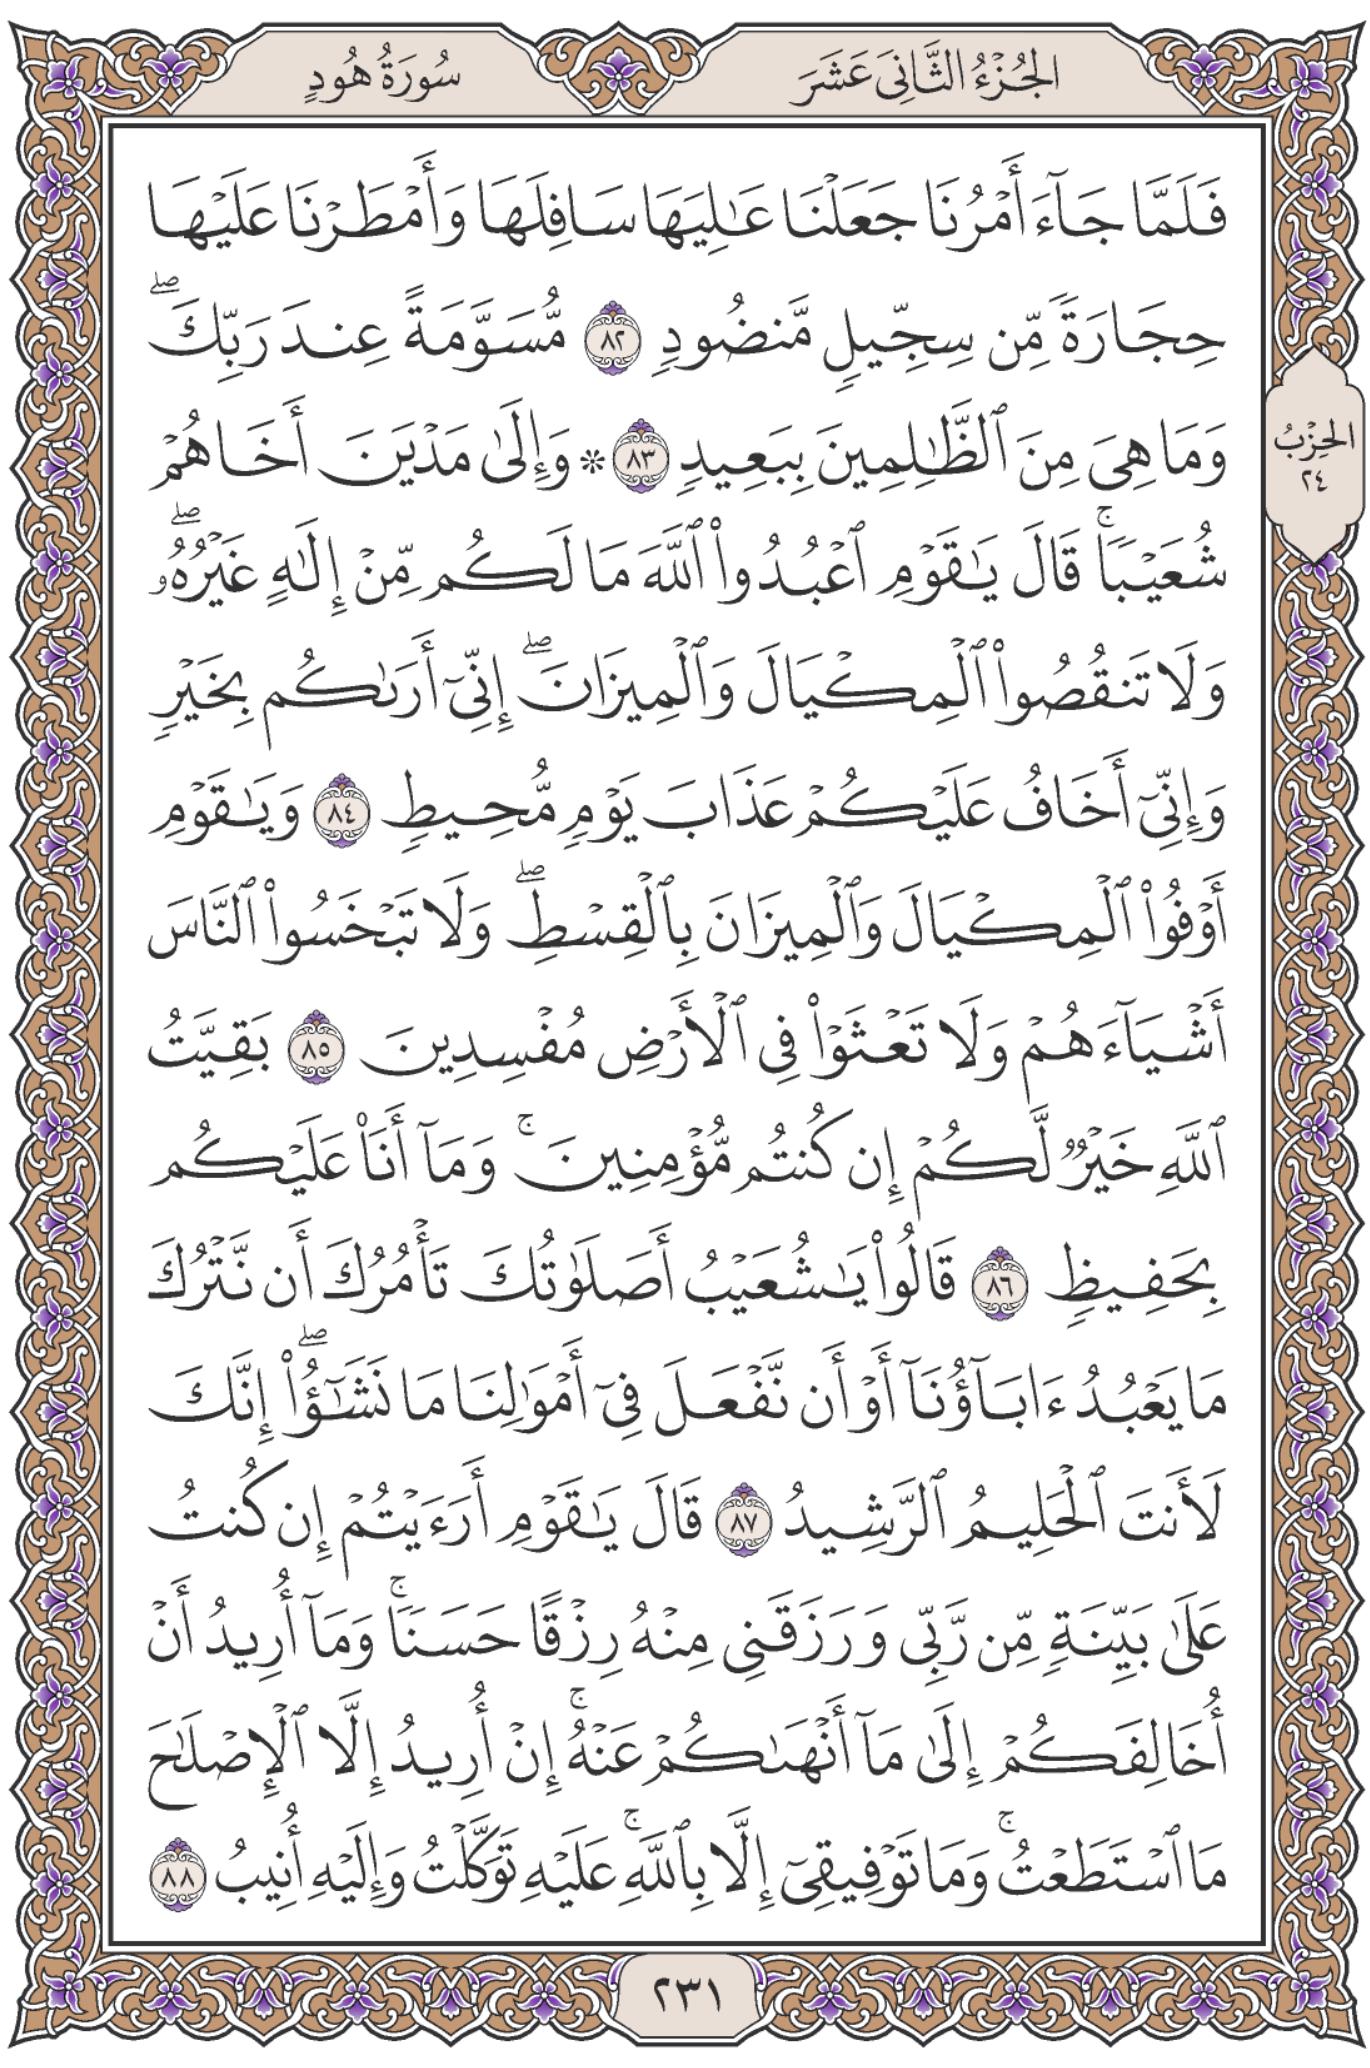 الجُزْءُ الثَّانِيَ عَشَرَ
سُورَةُ هُودٍ
فَلَمَّا جَآءَ أَمۡرُنَا جَعَلۡنَا عَٰلِيَهَا سَافِلَهَا وَأَمۡطَرۡنَا عَلَيۡهَا
حِجَارَةٗ مِّن سِجِّيلٖ مَّنضُودٖ ٨٢ مُّسَوَّمَةً عِندَ رَبِّكَۖ
وَمَا هِيَ مِنَ ٱلظَّٰلِمِينَ بِبَعِيدٖ ٨٣ ۞ وَإِلَىٰ مَدۡيَنَ أَخَاهُمۡ
شُعَيۡبٗاۚ قَالَ يَٰقَوۡمِ ٱعۡبُدُواْ ٱللَّهَ مَا لَكُم مِّنۡ إِلَٰهٍ غَيۡرُهُۥۖ
وَلَا تَنقُصُواْ ٱلۡمِكۡيَالَ وَٱلۡمِيزَانَۖ إِنِّيٓ أَرَىٰكُم بِخَيۡرٖ
وَإِنِّيٓ أَخَافُ عَلَيۡكُمۡ عَذَابَ يَوۡمٖ مُّحِيطٖ ٨٤ وَيَٰقَوۡمِ
أَوۡفُواْ ٱلۡمِكۡيَالَ وَٱلۡمِيزَانَ بِٱلۡقِسۡطِۖ وَلَا تَبۡخَسُواْ ٱلنَّاسَ
أَشۡيَآءَهُمۡ وَلَا تَعۡثَوۡاْ فِي ٱلۡأَرۡضِ مُفۡسِدِينَ ٨٥ بَقِيَّتُ
ٱللَّهِ خَيۡرٞ لَّكُمۡ إِن كُنتُم مُّؤۡمِنِينَۚ وَمَآ أَنَا۠ عَلَيۡكُم
بِحَفِيظٖ ٨٦ قَالُواْ يَٰشُعَيۡبُ أَصَلَوٰتُكَ تَأۡمُرُكَ أَن نَّتۡرُكَ
مَا يَعۡبُدُ ءَابَآؤُنَآ أَوۡ أَن نَّفۡعَلَ فِيٓ أَمۡوَٰلِنَا مَا نَشَٰٓؤُاْۖ إِنَّكَ
لَأَنتَ ٱلۡحَلِيمُ ٱلرَّشِيدُ ٨٧ قَالَ يَٰقَوۡمِ أَرَءَيۡتُمۡ إِن كُنتُ
عَلَىٰ بَيِّنَةٖ مِّن رَّبِّي وَرَزَقَنِي مِنۡهُ رِزۡقًا حَسَنٗاۚ وَمَآ أُرِيدُ أَنۡ
أُخَالِفَكُمۡ إِلَىٰ مَآ أَنۡهَىٰكُمۡ عَنۡهُۚ إِنۡ أُرِيدُ إِلَّا ٱلۡإِصۡلَٰحَ
مَا ٱسۡتَطَعۡتُۚ وَمَا تَوۡفِيقِيٓ إِلَّا بِٱللَّهِۚ عَلَيۡهِ تَوَكَّلۡتُ وَإِلَيۡهِ أُنِيبُ ٨٨
الحِزْبُ
٢٤
٢٣١